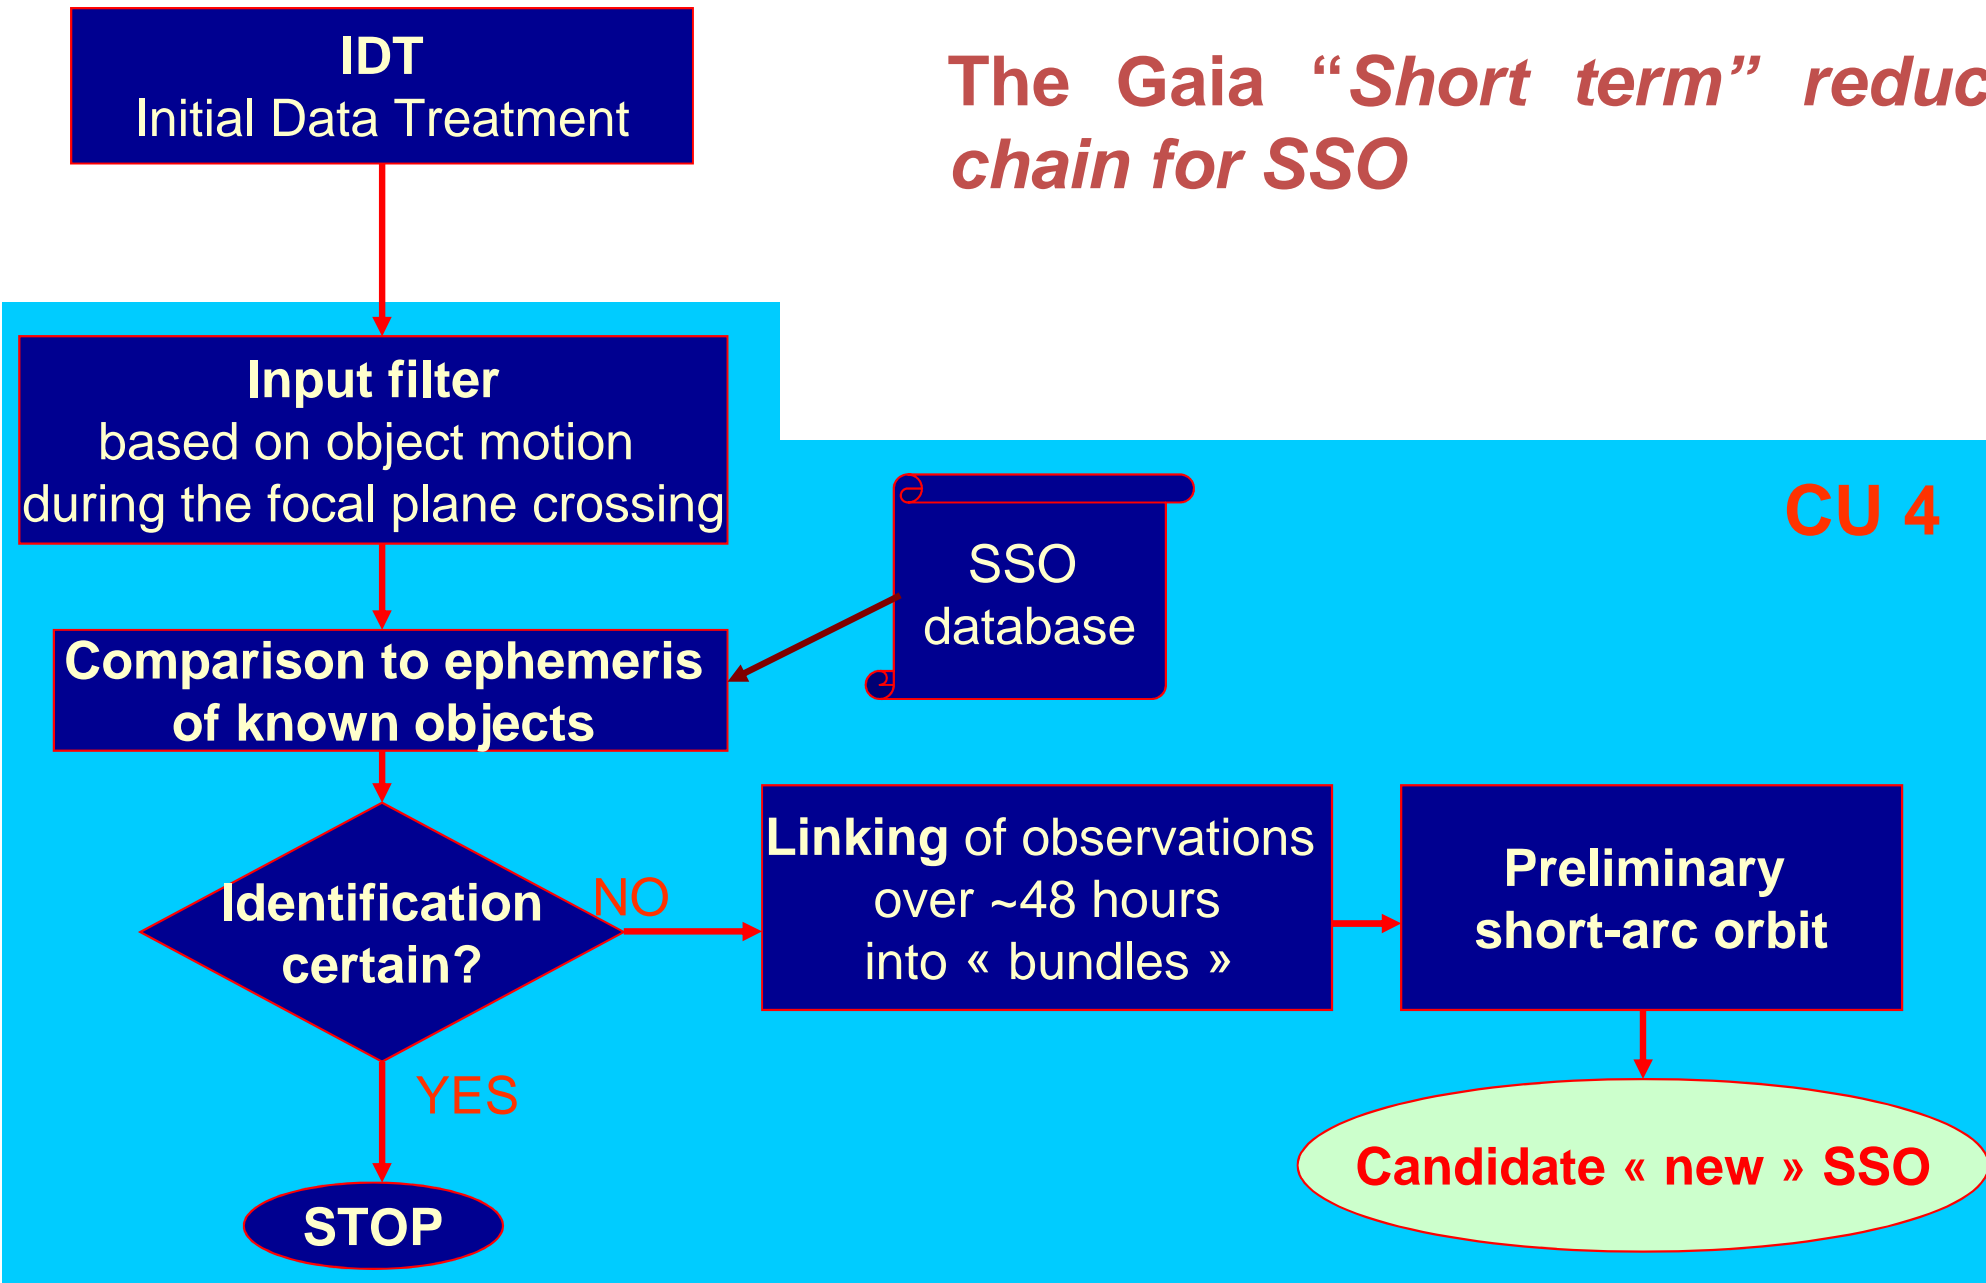 IDT
Initial Data Treatment
The Gaia “Short term” reduc
chain for SSO
Input filter
based on object motion
during the focal plane crossing
CU 4
SSO
database
Comparison to ephemeris
of known objects
Identification
certain?
NO
Linking of observations
over ~48 hours
into « bundles »
Preliminary
short-arc orbit
YES
STOP
Candidate « new » SSO